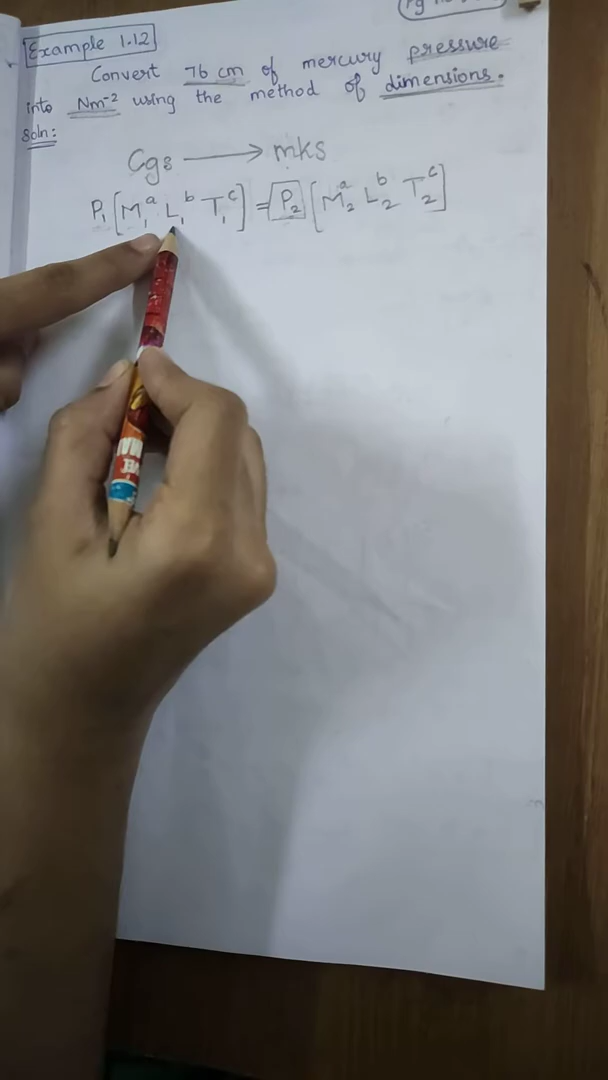 Example 1.12
Convert 76 cm of mercury pressure
into Nm⁻² using the method of dimensions.
Soln:
Cgs → mks
P₁[M₁ᵃ L₁ᵇ T₁ᶜ] = P₂ [M₂ᵃ L₂ᵇ T₂ᶜ]